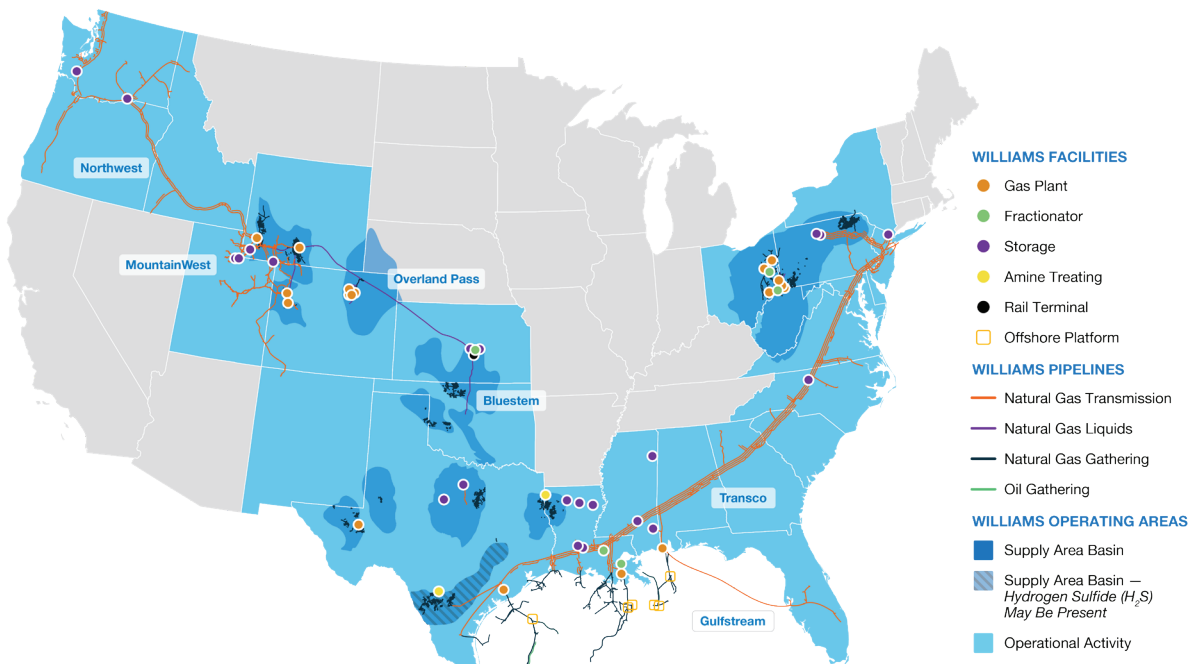 Northwest
MountainWest
Overland Pass
Bluestem
Transco
Gulfstream
WILLIAMS FACILITIES
Gas Plant
Fractionator
Storage
Amine Treating
Rail Terminal
Offshore Platform
WILLIAMS PIPELINES
Natural Gas Transmission
Natural Gas Liquids
Natural Gas Gathering
Oil Gathering
WILLIAMS OPERATING AREAS
Supply Area Basin
Supply Area Basin —
Hydrogen Sulfide (H₂S)
May Be Present
Operational Activity